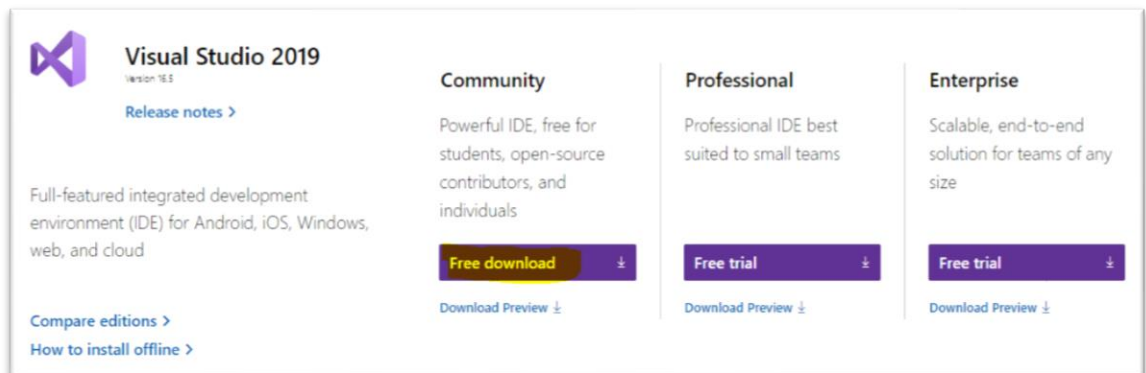 Visual Studio 2019
Version 16.5
Release notes >
Full-featured integrated development
environment (IDE) for Android, iOS, Windows,
web, and cloud
Compare editions >
How to install offline >
Community
Powerful IDE, free for
students, open-source
contributors, and
individuals
Free download
Download Preview
Professional
Professional IDE best
suited to small teams
Free trial
Download Preview
Enterprise
Scalable, end-to-end
solution for teams of any
size
Free trial
Download Preview